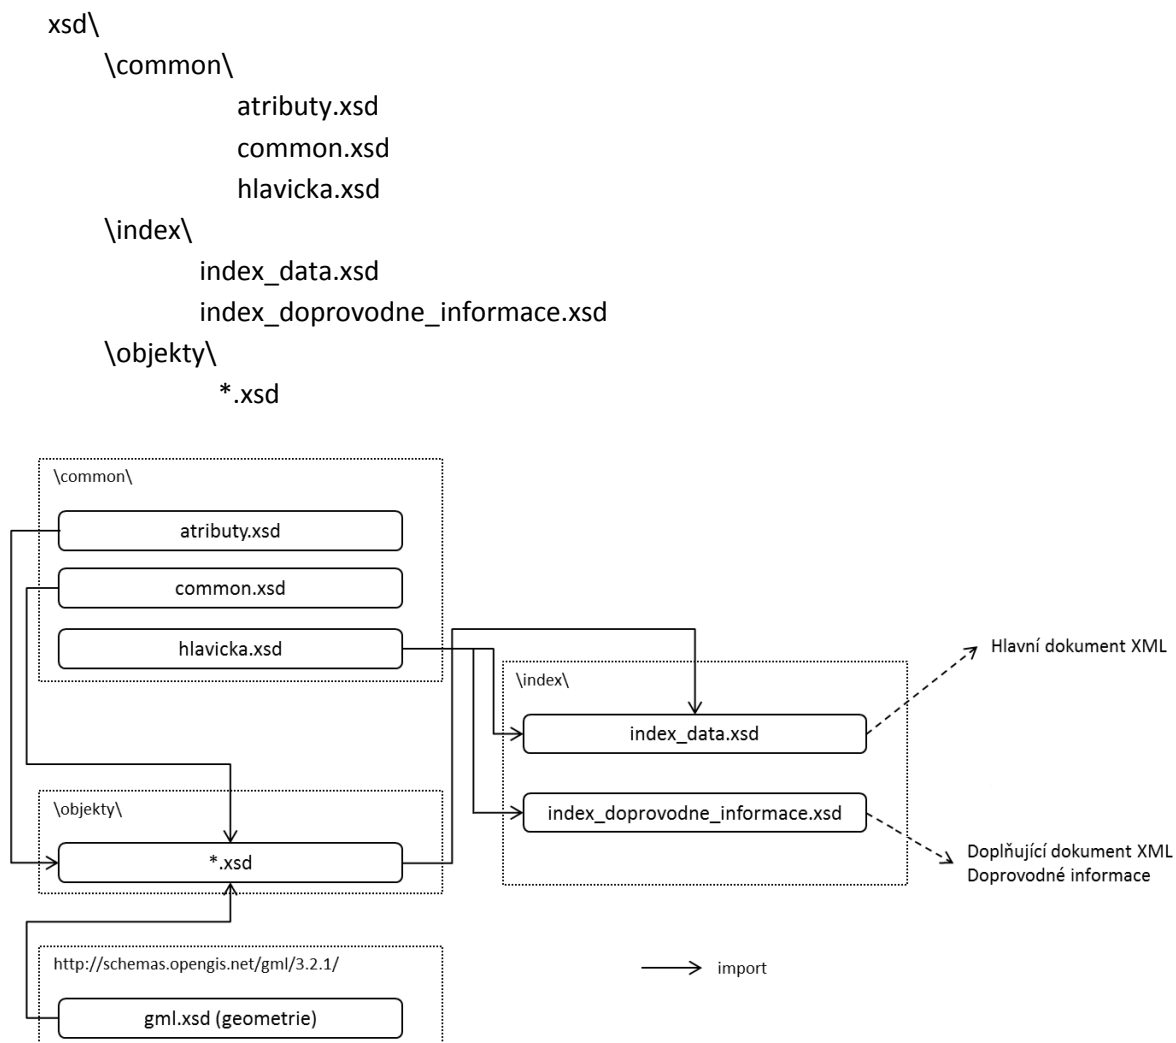 xsd\
\common\
atributy.xsd
common.xsd
hlavicka.xsd
\index\
index_data.xsd
index_doprovodne_informace.xsd
\objekty\
*.xsd
\common\
atributy.xsd
common.xsd
hlavicka.xsd
\index\
index_data.xsd
index_doprovodne_informace.xsd
Hlavní dokument XML
Doplňující dokument XML
Doprovodné informace
\objekty\
*.xsd
http://schemas.opengis.net/gml/3.2.1/
gml.xsd (geometrie)
import